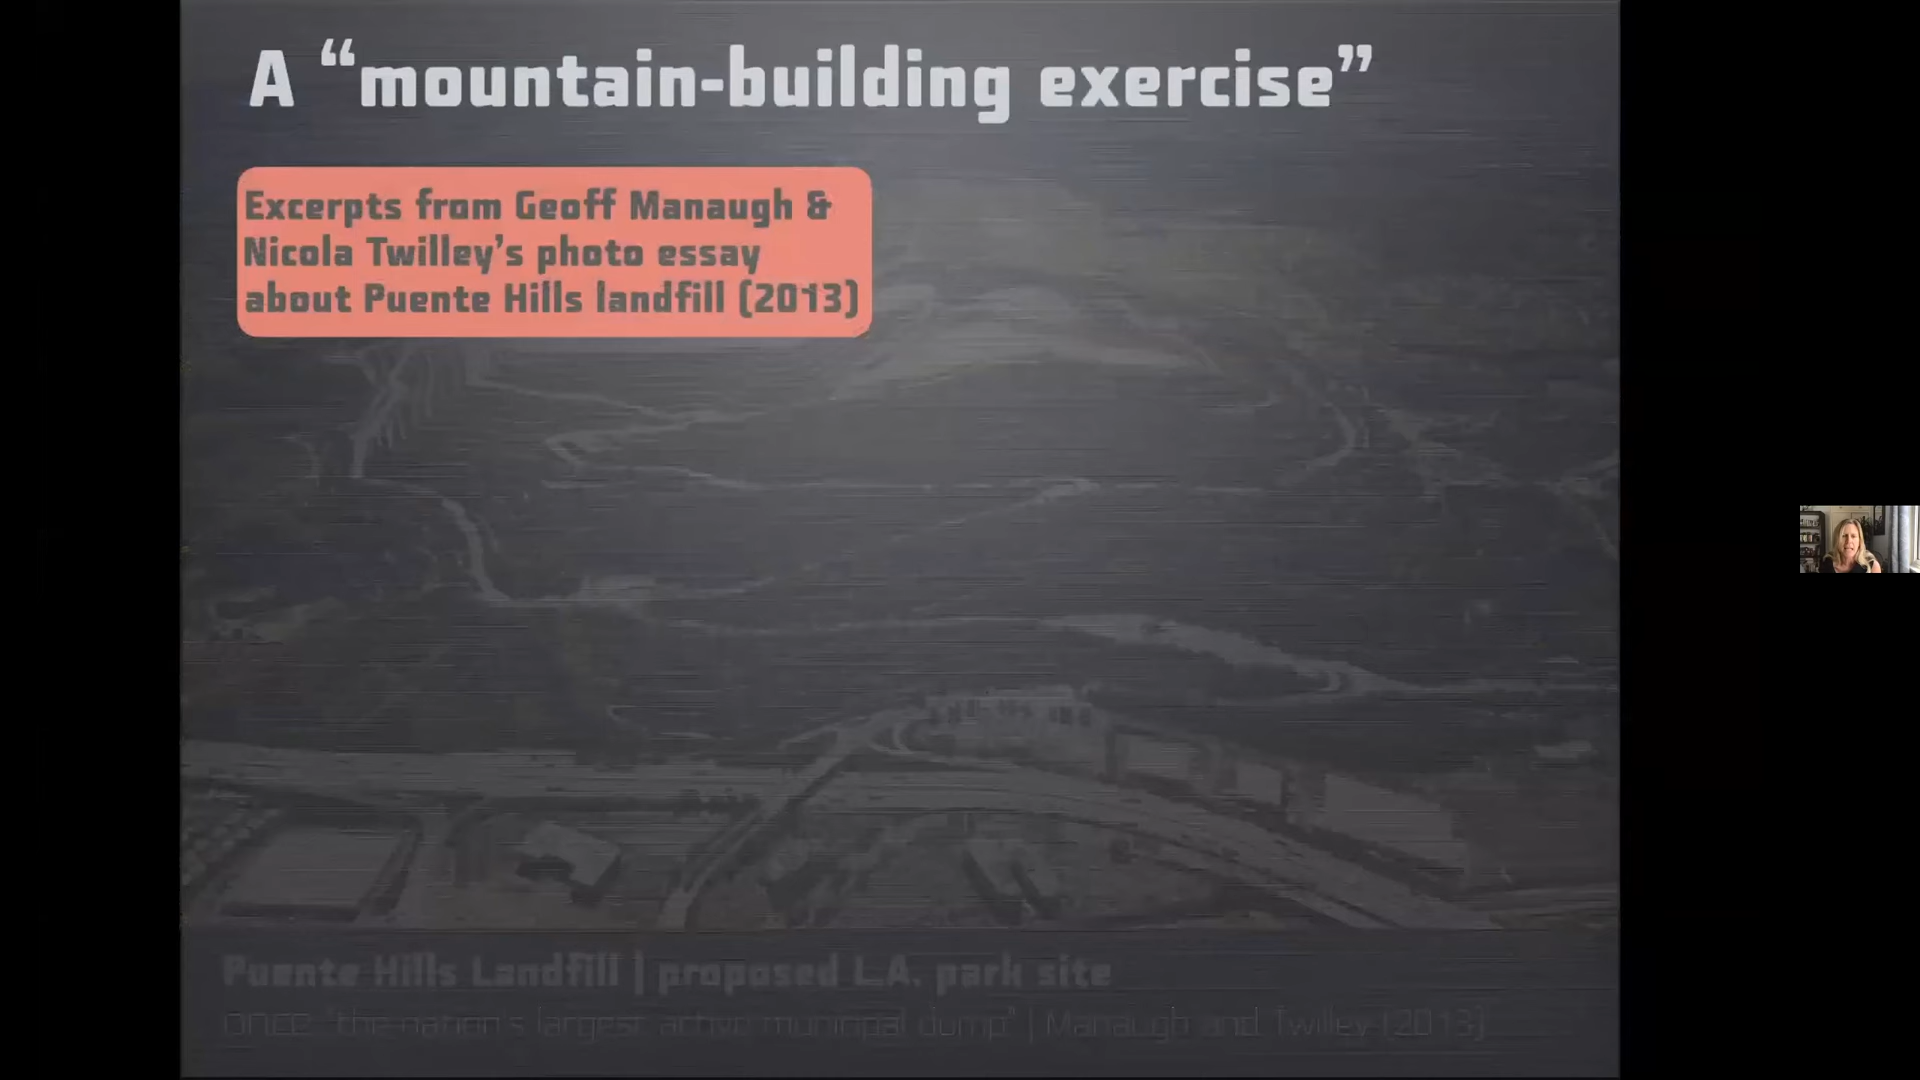 A “mountain-building exercise”
Excerpts from Geoff Manaugh &
Nicola Twilley’s photo essay
about Puente Hills landfill (2013)
Puente Hills Landfill | proposed L.A. park site
once “the nation’s largest active municipal dump” | Manaugh and Twilley (2013)